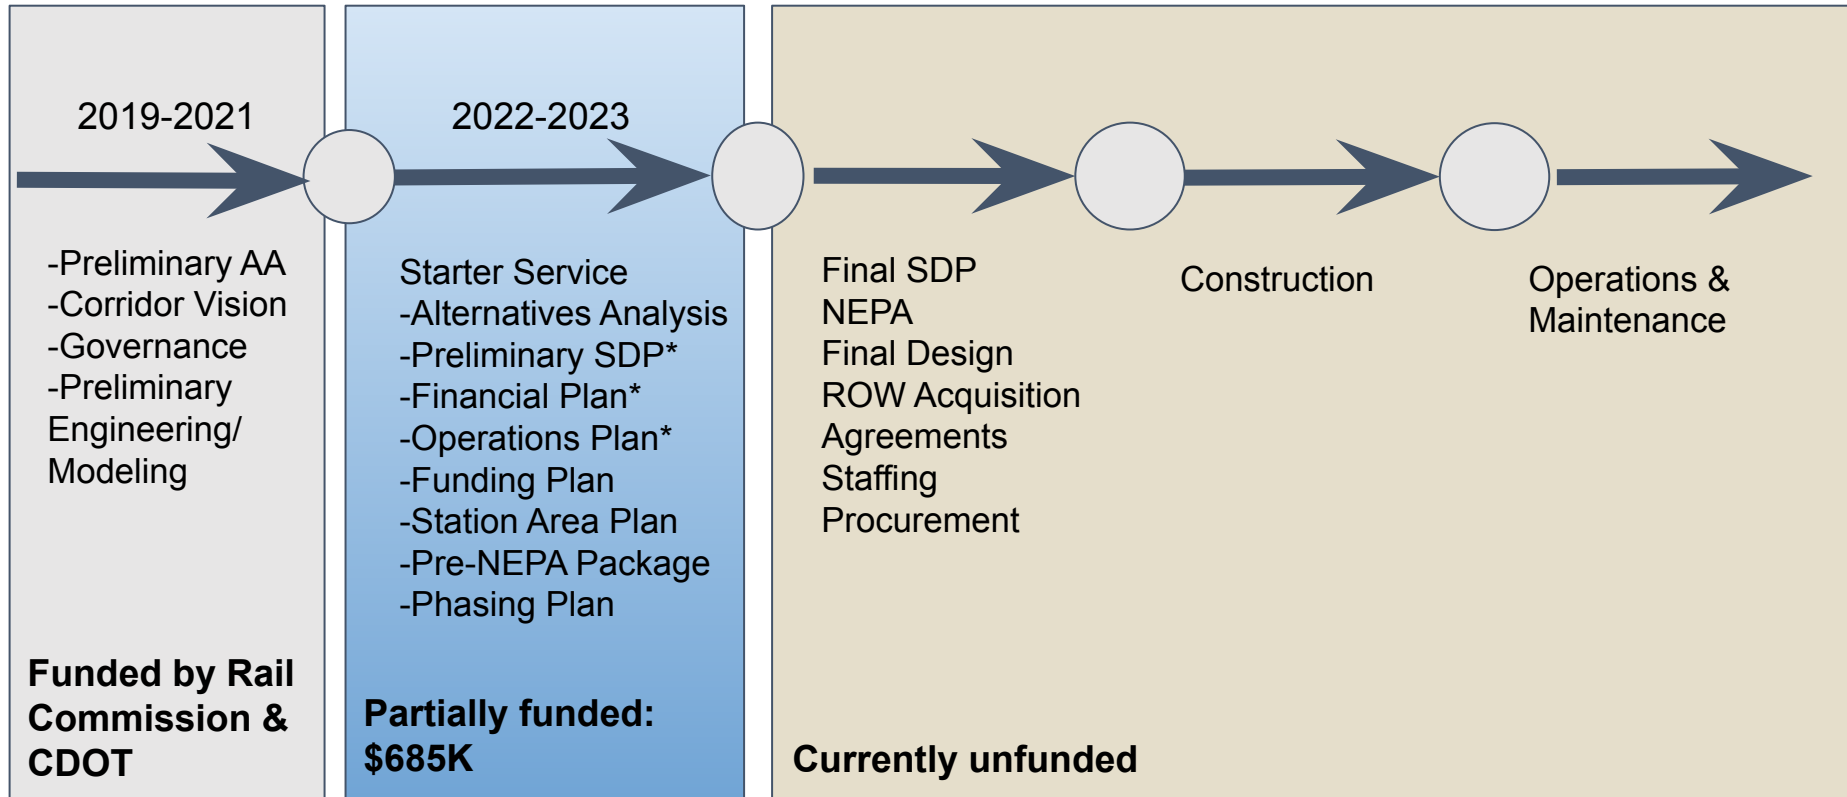 2019-2021
-Preliminary AA
-Corridor Vision
-Governance
-Preliminary
Engineering/
Modeling
Funded by Rail
Commission &
CDOT
2022-2023
Starter Service
-Alternatives Analysis
-Preliminary SDP*
-Financial Plan*
-Operations Plan*
-Funding Plan
-Station Area Plan
-Pre-NEPA Package
-Phasing Plan
Partially funded:
$685K
Final SDP
NEPA
Final Design
ROW Acquisition
Agreements
Staffing
Procurement
Construction
Operations &
Maintenance
Currently unfunded